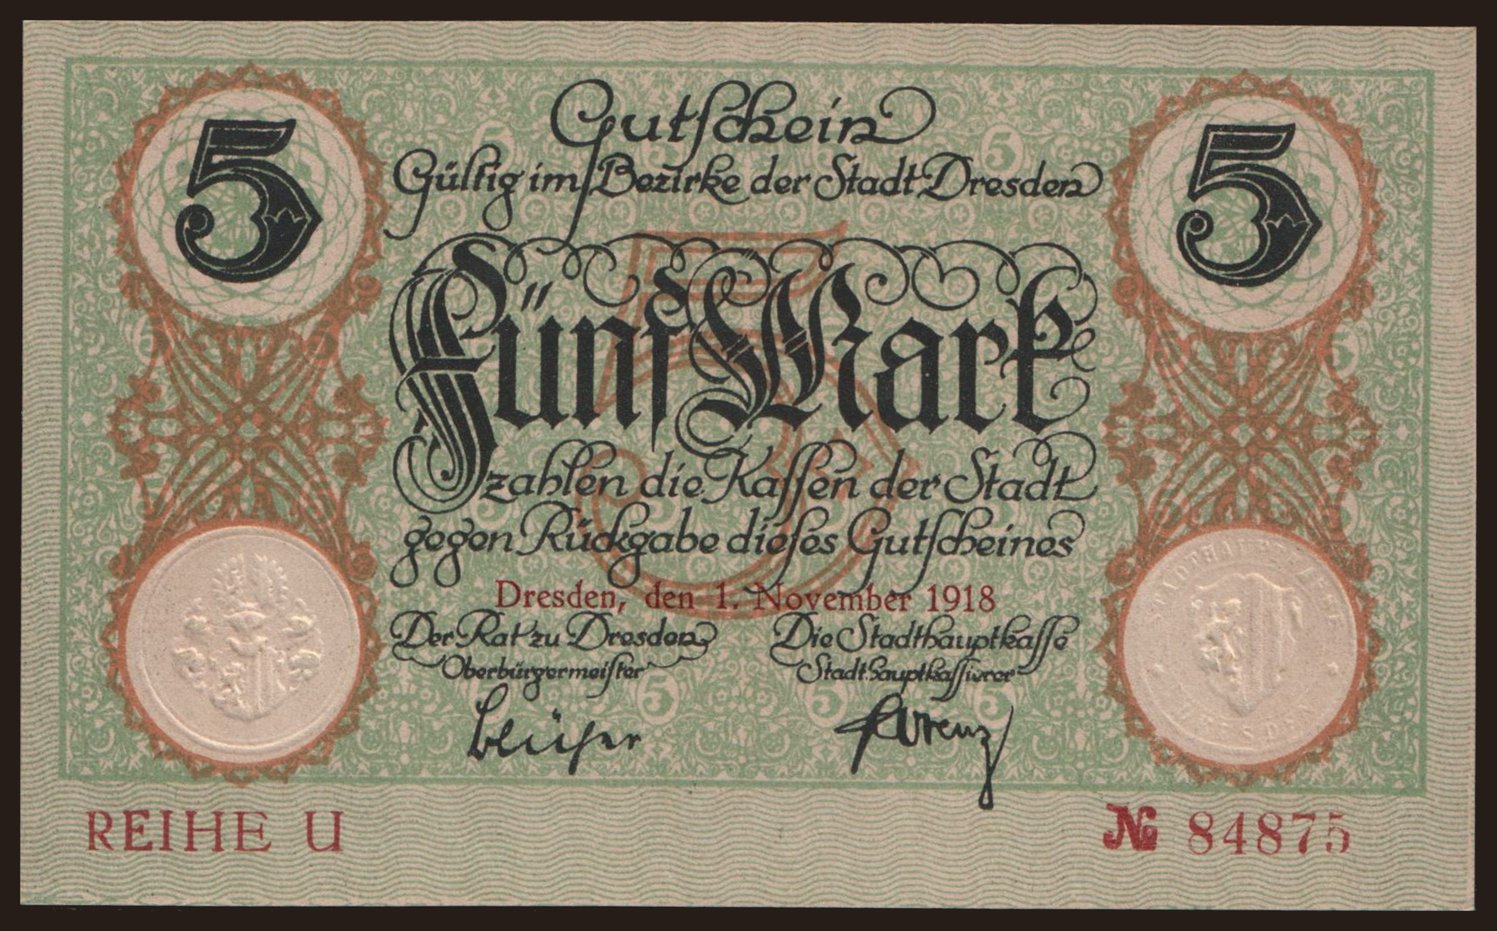 5
5
Gutſchein
Gültig im Bezirke der Stadt Dresden
Fünf Mark
zahlen die Kaſſen der Stadt
gegen Rückgabe dieſes Gutſcheines
Dresden, den 1. November 1918
Der Rat zu Dresden
Die Stadthauptkaſſe
Oberbürgermeiſter
Stadthauptkaſſierer
Blüher
REIHE U
№ 84875